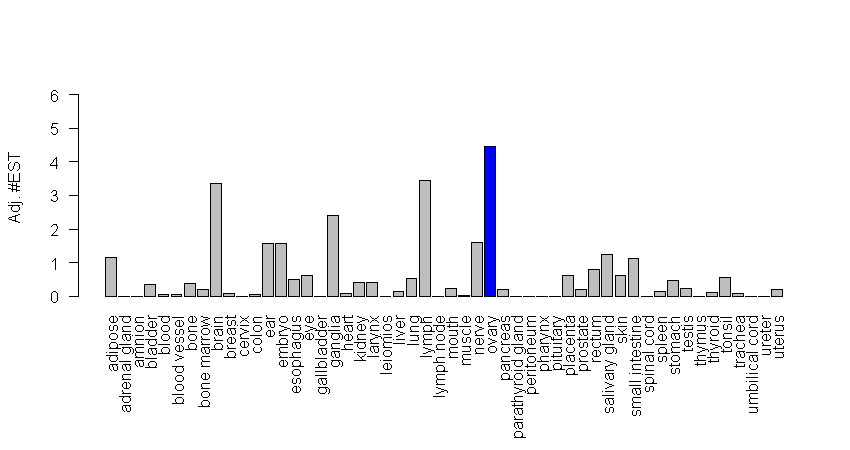 Adj. #EST
6
5
4
3
2
1
0
adipose
adrenal gland
amnion
bladder
blood
blood vessel
bone
bone marrow
brain
breast
cervix
colon
ear
embryo
esophagus
eye
gallbladder
ganglia
heart
kidney
larynx
leiomios
liver
lung
lymph
lymph node
mouth
muscle
nerve
ovary
pancreas
parathyroid gland
peritoneum
pharynx
pituitary
placenta
prostate
rectum
salivary gland
skin
small intestine
spinal cord
spleen
stomach
testis
thymus
thyroid
tonsil
trachea
umbilical cord
ureter
uterus